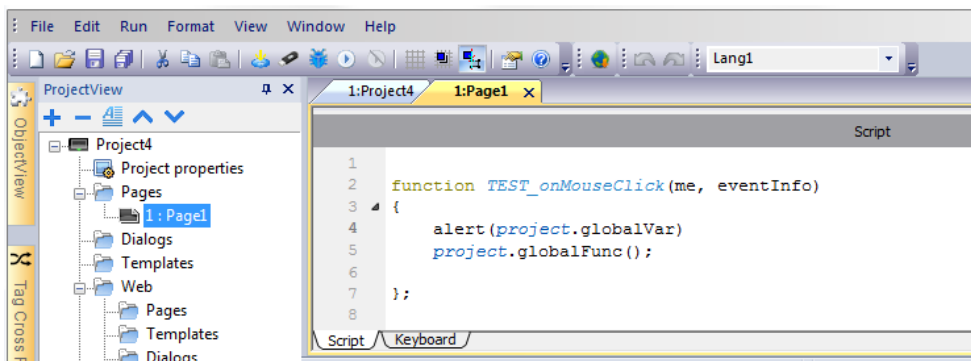 File Edit Run Format View Window Help
Lang1
ProjectView
1:Project4 1:Page1
ObjectView
Project4
Project properties
Pages
1 : Page1
Dialogs
Templates
Web
Pages
Templates
Dialogs
Tag Cross
Script
1
2 function TEST_onMouseClick(me, eventInfo)
3 {
4 alert(project.globalVar)
5 project.globalFunc();
6
7 };
8
Script Keyboard